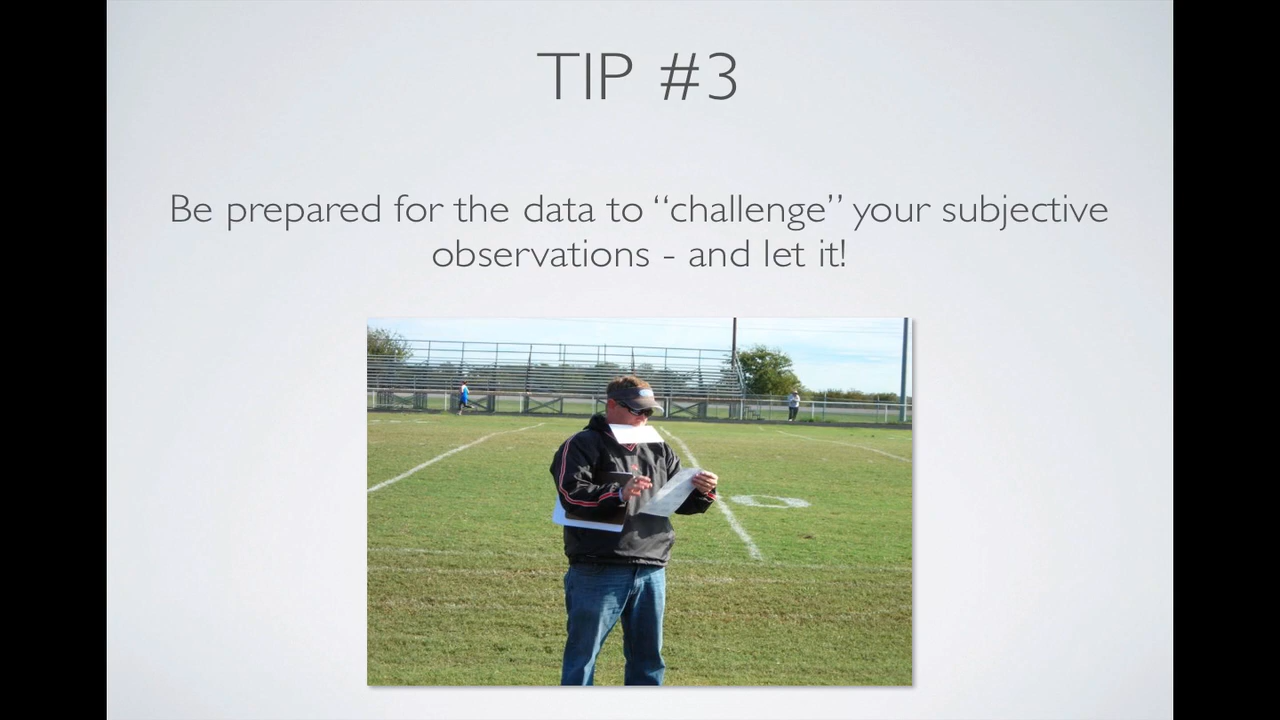 TIP #3
Be prepared for the data to “challenge” your subjective
observations - and let it!